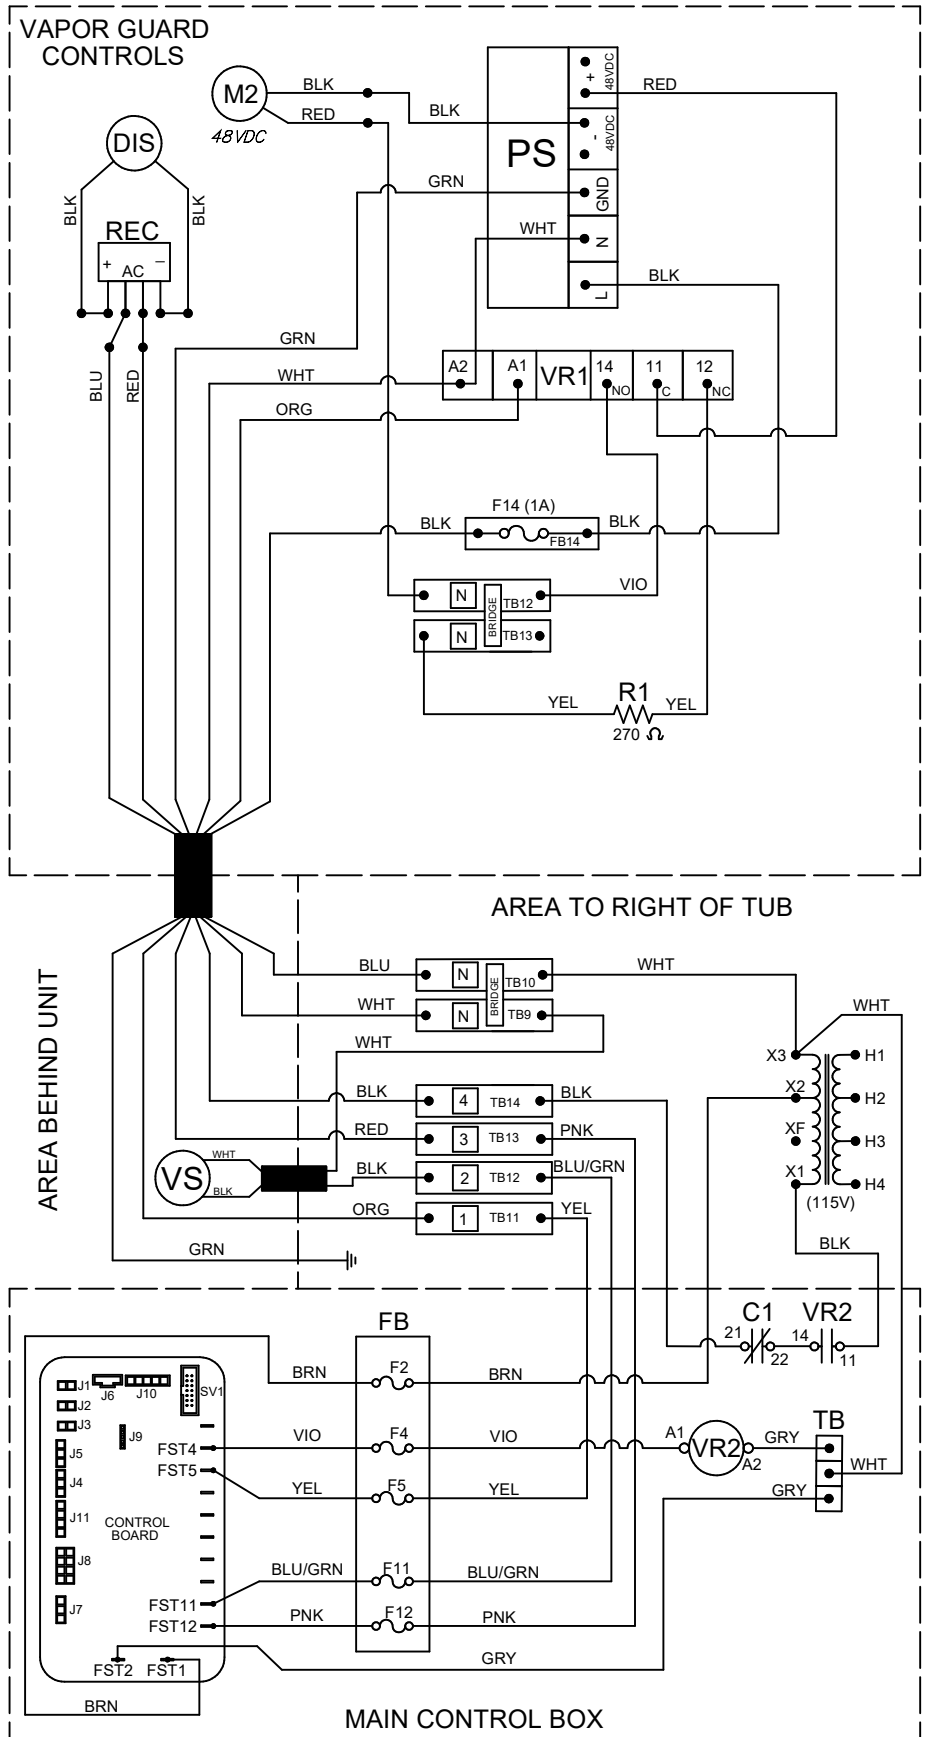 VAPOR GUARD
CONTROLS
M2
48VDC
BLK
RED
BLK
PS
+
48VDC
-
48VDC
GND
N
L
RED
DIS
BLK
BLK
REC
+
AC
–
GRN
WHT
BLK
BLU
RED
GRN
WHT
ORG
A2
A1
VR1
14
NO
11
C
12
NC
F14 (1A)
BLK
FB14
BLK
N
BRIDGE
TB12
VIO
N
TB13
YEL
R1
YEL
270 Ω
AREA TO RIGHT OF TUB
AREA BEHIND UNIT
BLU
N
BRIDGE
TB10
WHT
WHT
N
TB9
WHT
WHT
BLK
4
TB14
BLK
RED
3
TB13
PNK
VS
WHT
BLK
BLK
2
TB12
BLU/GRN
ORG
1
TB11
YEL
GRN
X3
H1
X2
H2
XF
H3
X1
H4
(115V)
BLK
C1
VR2
21
22
14
11
FB
BRN
F2
BRN
J1
J6
J10
SV1
J2
J3
J9
J5
J4
J11
J8
J7
CONTROL
BOARD
FST4
FST5
VIO
F4
VIO
A1
VR2
A2
GRY
TB
WHT
YEL
F5
YEL
GRY
BLU/GRN
F11
BLU/GRN
FST11
FST12
PNK
F12
PNK
FST2
FST1
GRY
BRN
MAIN CONTROL BOX